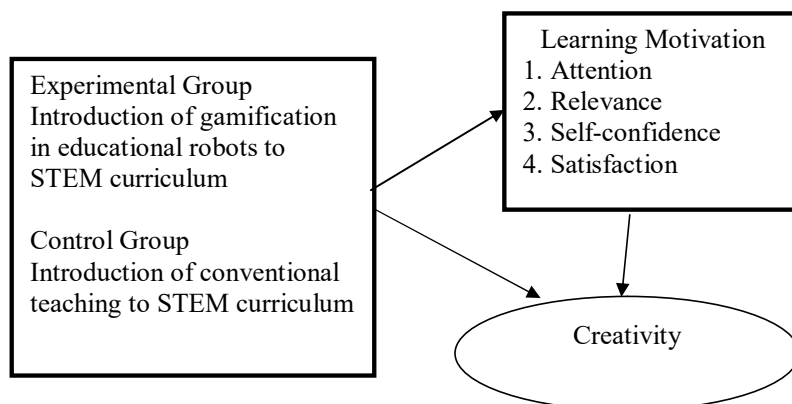 Experimental Group
Introduction of gamification
in educational robots to
STEM curriculum
Control Group
Introduction of conventional
teaching to STEM curriculum
Learning Motivation
1. Attention
2. Relevance
3. Self-confidence
4. Satisfaction
Creativity